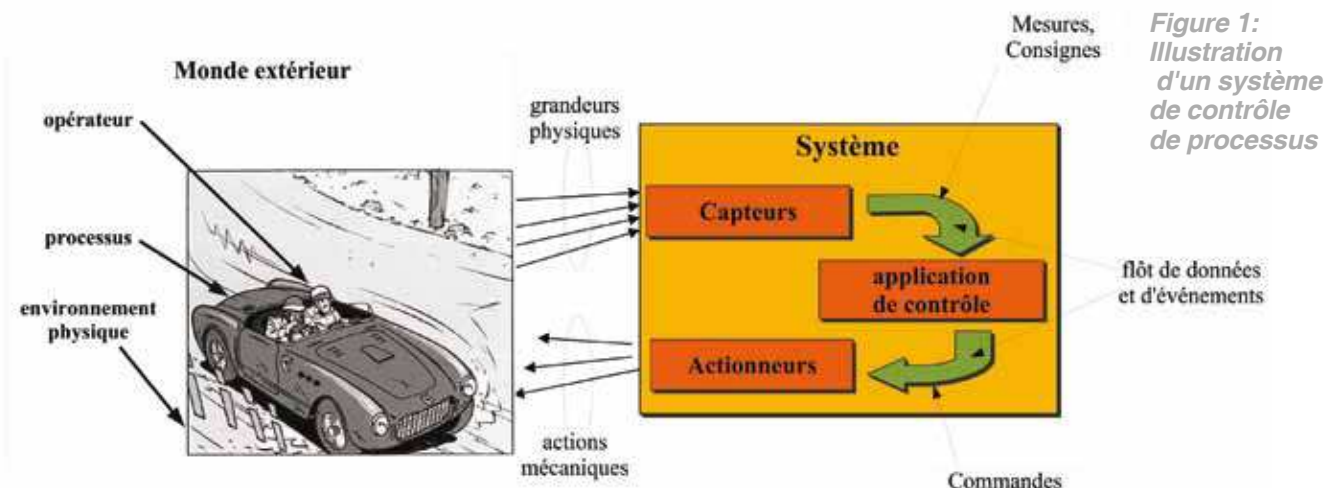 Mesures,
Consignes
Figure 1:
Illustration
d'un système
de contrôle
de processus
Monde extérieur
opérateur
processus
environnement
physique
grandeurs
physiques
Système
Capteurs
application
de contrôle
Actionneurs
flôt de données
et d'événements
actions
mécaniques
Commandes